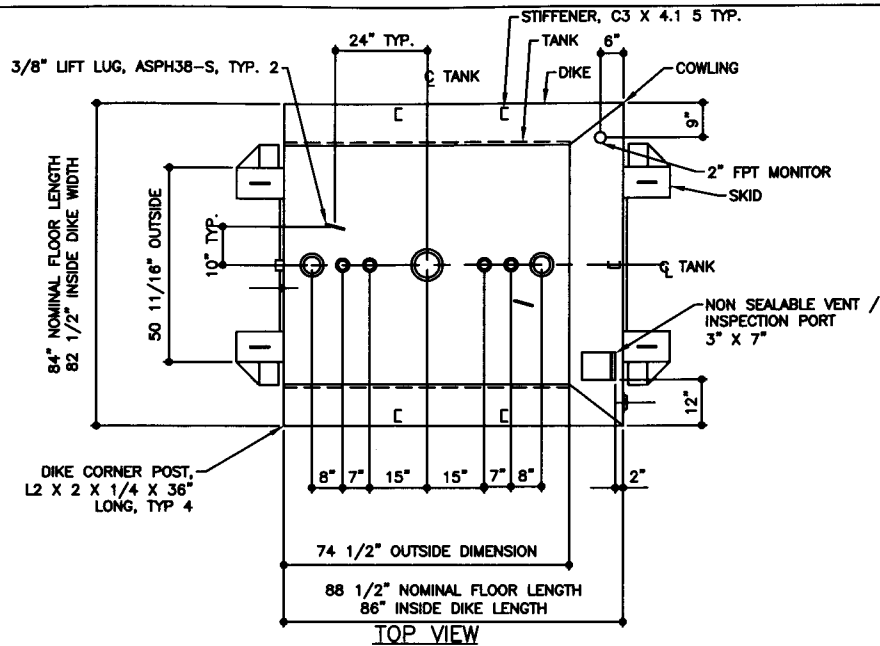 STIFFENER, C3 X 4.1 5 TYP.
24" TYP.
TANK
6"
3/8" LIFT LUG, ASPH38-S, TYP. 2
℄ TANK
DIKE
COWLING
9"
2" FPT MONITOR
SKID
84" NOMINAL FLOOR LENGTH
82 1/2" INSIDE DIKE WIDTH
50 11/16" OUTSIDE
10" TYP.
℄ TANK
NON SEALABLE VENT /
INSPECTION PORT
3" X 7"
12"
DIKE CORNER POST,
L2 X 2 X 1/4 X 36"
LONG, TYP 4
8" 7" 15" 15" 7" 8" 2"
74 1/2" OUTSIDE DIMENSION
88 1/2" NOMINAL FLOOR LENGTH
86" INSIDE DIKE LENGTH
TOP VIEW